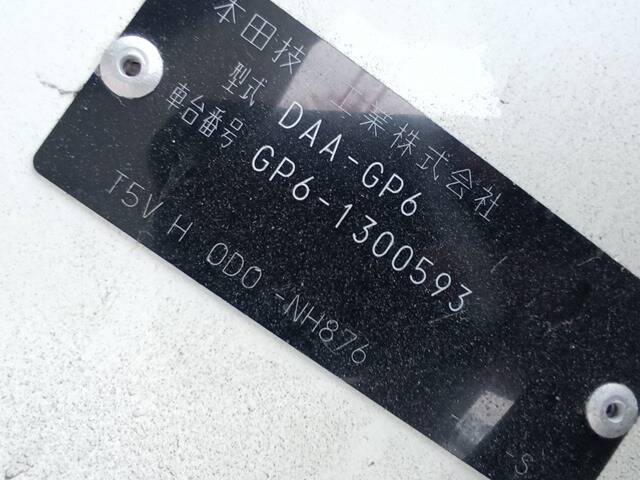 本田技 工業株式会社
型式 DAA-GP6
車台番号 GP6-1300593
T5V H 0D0 -NH876
- -S